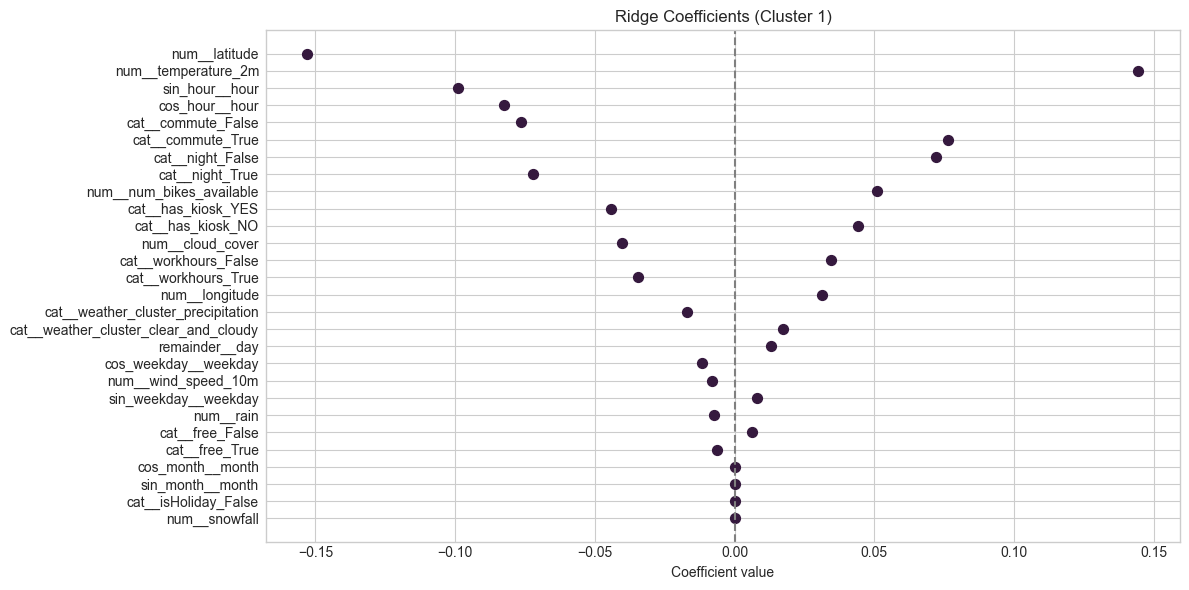 Ridge Coefficients (Cluster 1)
num__latitude
num__temperature_2m
sin_hour__hour
cos_hour__hour
cat__commute_False
cat__commute_True
cat__night_False
cat__night_True
num__num_bikes_available
cat__has_kiosk_YES
cat__has_kiosk_NO
num__cloud_cover
cat__workhours_False
cat__workhours_True
num__longitude
cat__weather_cluster_precipitation
cat__weather_cluster_clear_and_cloudy
remainder__day
cos_weekday__weekday
num__wind_speed_10m
sin_weekday__weekday
num__rain
cat__free_False
cat__free_True
cos_month__month
sin_month__month
cat__isHoliday_False
num__snowfall
−0.15 −0.10 −0.05 0.00 0.05 0.10 0.15
Coefficient value